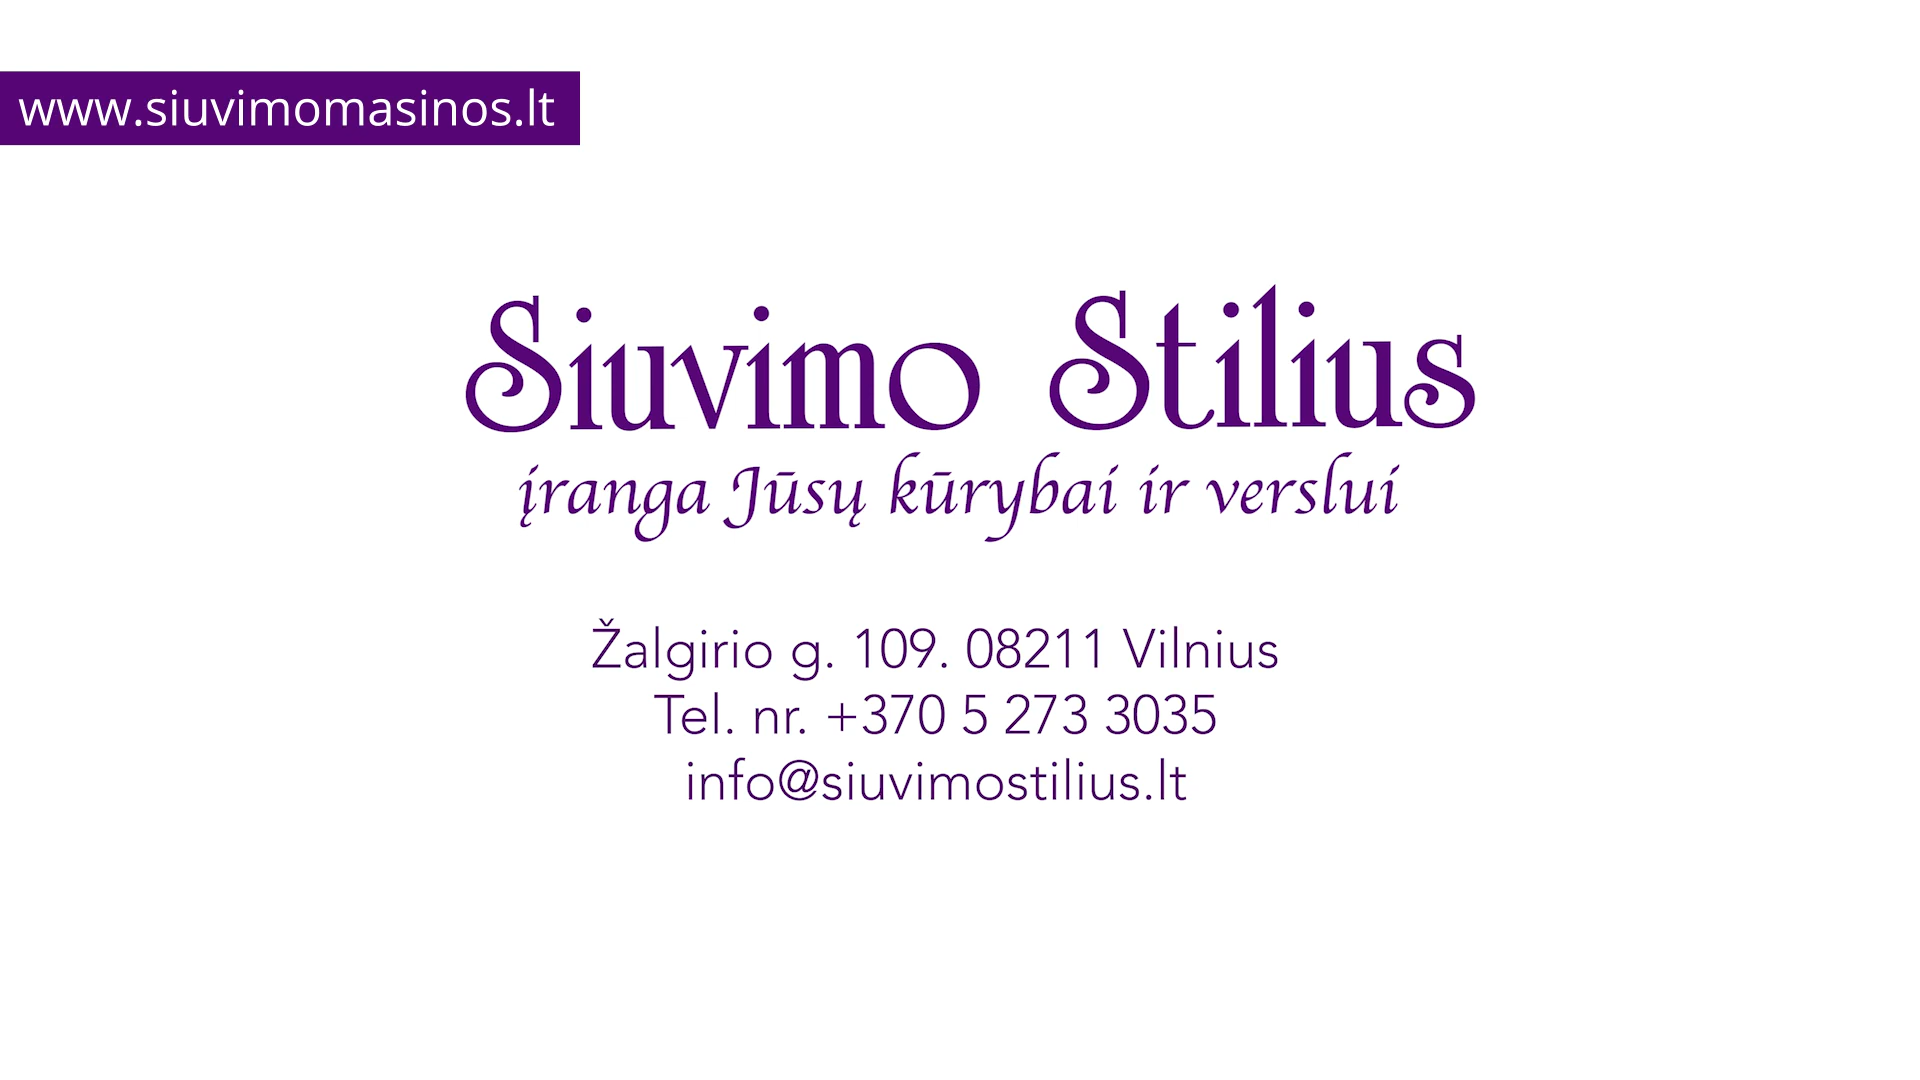 www.siuvimomasinos.lt
Siuvimo Stilius
įranga Jūsų kūrybai ir verslui
Žalgirio g. 109. 08211 Vilnius
Tel. nr. +370 5 273 3035
info@siuvimostilius.lt